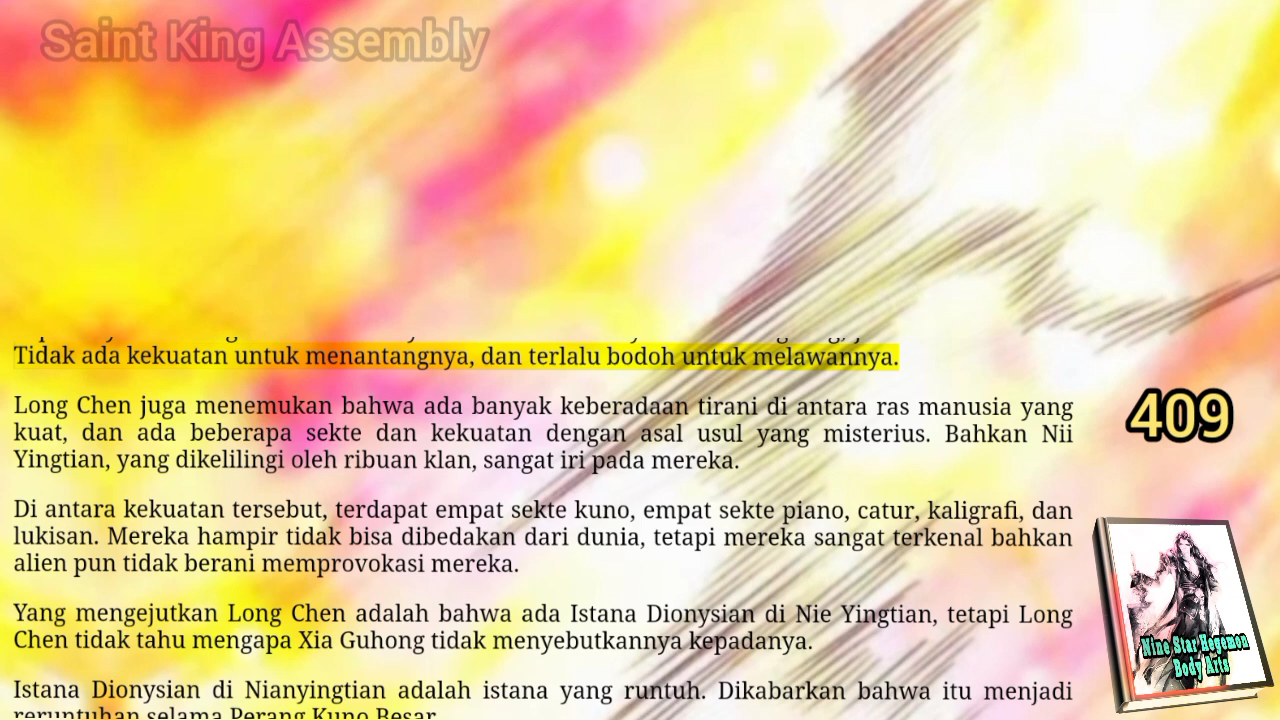 Saint King Assembly
Tidak ada kekuatan untuk menantangnya, dan terlalu bodoh untuk melawannya.
Long Chen juga menemukan bahwa ada banyak keberadaan tirani di antara ras manusia yang
kuat, dan ada beberapa sekte dan kekuatan dengan asal usul yang misterius. Bahkan Nii
Yingtian, yang dikelilingi oleh ribuan klan, sangat iri pada mereka.
Di antara kekuatan tersebut, terdapat empat sekte kuno, empat sekte piano, catur, kaligrafi, dan
lukisan. Mereka hampir tidak bisa dibedakan dari dunia, tetapi mereka sangat terkenal bahkan
alien pun tidak berani memprovokasi mereka.
Yang mengejutkan Long Chen adalah bahwa ada Istana Dionysian di Nie Yingtian, tetapi Long
Chen tidak tahu mengapa Xia Guhong tidak menyebutkannya kepadanya.
Istana Dionysian di Nianyingtian adalah istana yang runtuh. Dikabarkan bahwa itu menjadi
reruntuhan selama Perang Kuno Besar.
409
Nine Star Hegemon
Body Arts